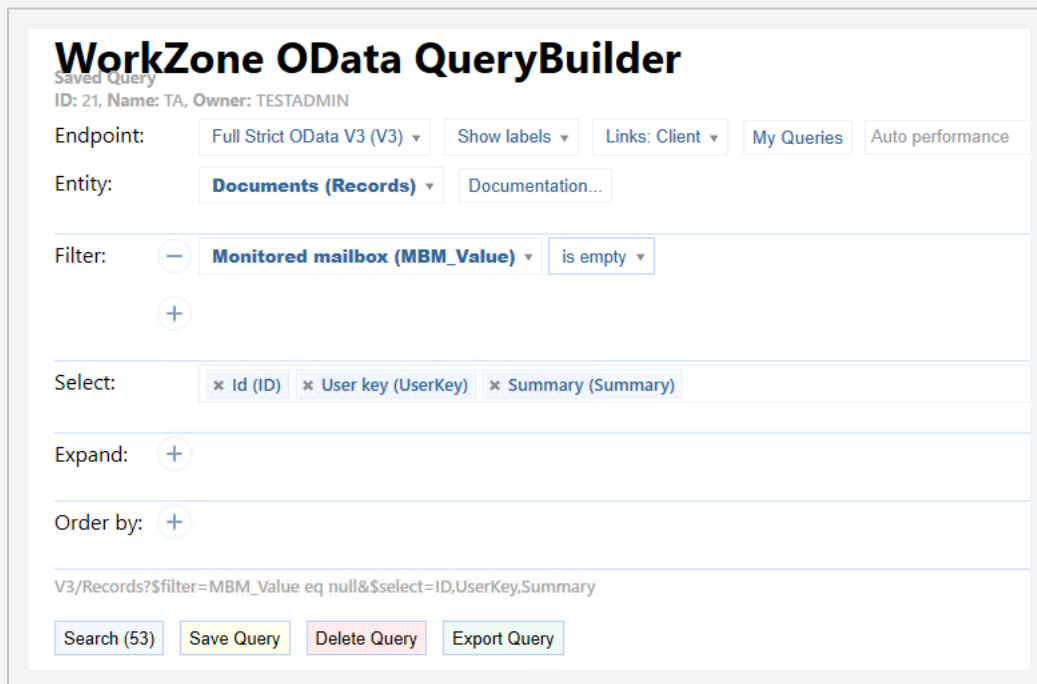 WorkZone OData QueryBuilder
Saved Query
ID: 21, Name: TA, Owner: TESTADMIN
Endpoint: Full Strict OData V3 (V3) Show labels Links: Client My Queries Auto performance
Entity: Documents (Records) Documentation...
Filter: Monitored mailbox (MBM_Value) is empty
Select: × Id (ID) × User key (UserKey) × Summary (Summary)
Expand:
Order by:
V3/Records?$filter=MBM_Value eq null&$select=ID,UserKey,Summary
Search (53) Save Query Delete Query Export Query